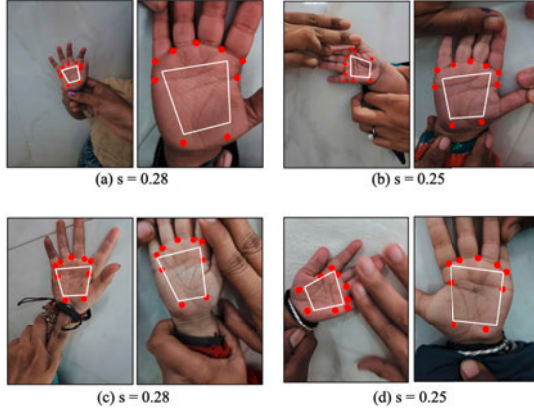 (a) s = 0.28
(b) s = 0.25
(c) s = 0.28
(d) s = 0.25